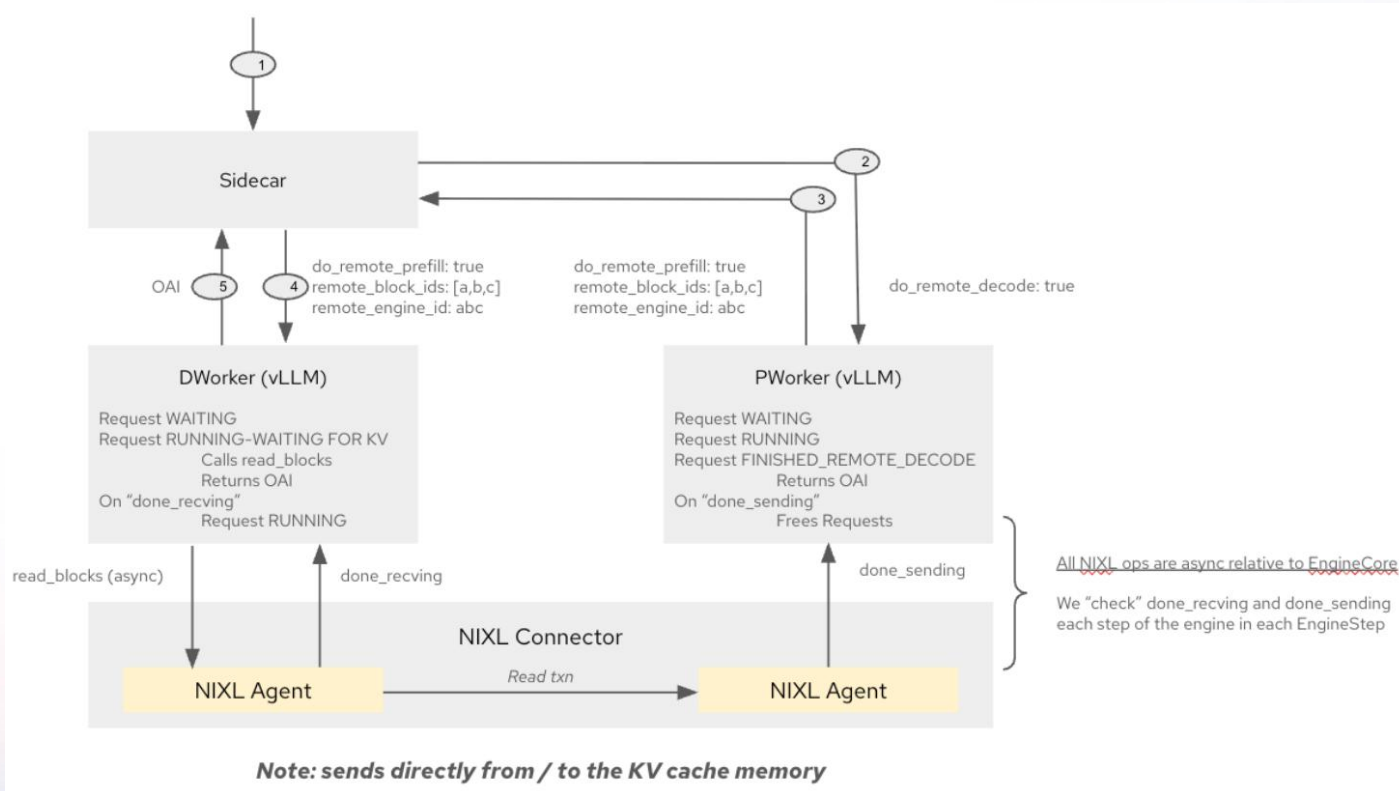 1
Sidecar
2
3
OAI
5
4
do_remote_prefill: true
remote_block_ids: [a,b,c]
remote_engine_id: abc
do_remote_prefill: true
remote_block_ids: [a,b,c]
remote_engine_id: abc
do_remote_decode: true
DWorker (vLLM)
Request WAITING
Request RUNNING-WAITING FOR KV
Calls read_blocks
Returns OAI
On “done_recving”
Request RUNNING
PWorker (vLLM)
Request WAITING
Request RUNNING
Request FINISHED_REMOTE_DECODE
Returns OAI
On “done_sending”
Frees Requests
read_blocks (async)
done_recving
done_sending
All NIXL ops are async relative to EngineCore
We “check” done_recving and done_sending
each step of the engine in each EngineStep
NIXL Connector
NIXL Agent
Read txn
NIXL Agent
Note: sends directly from / to the KV cache memory